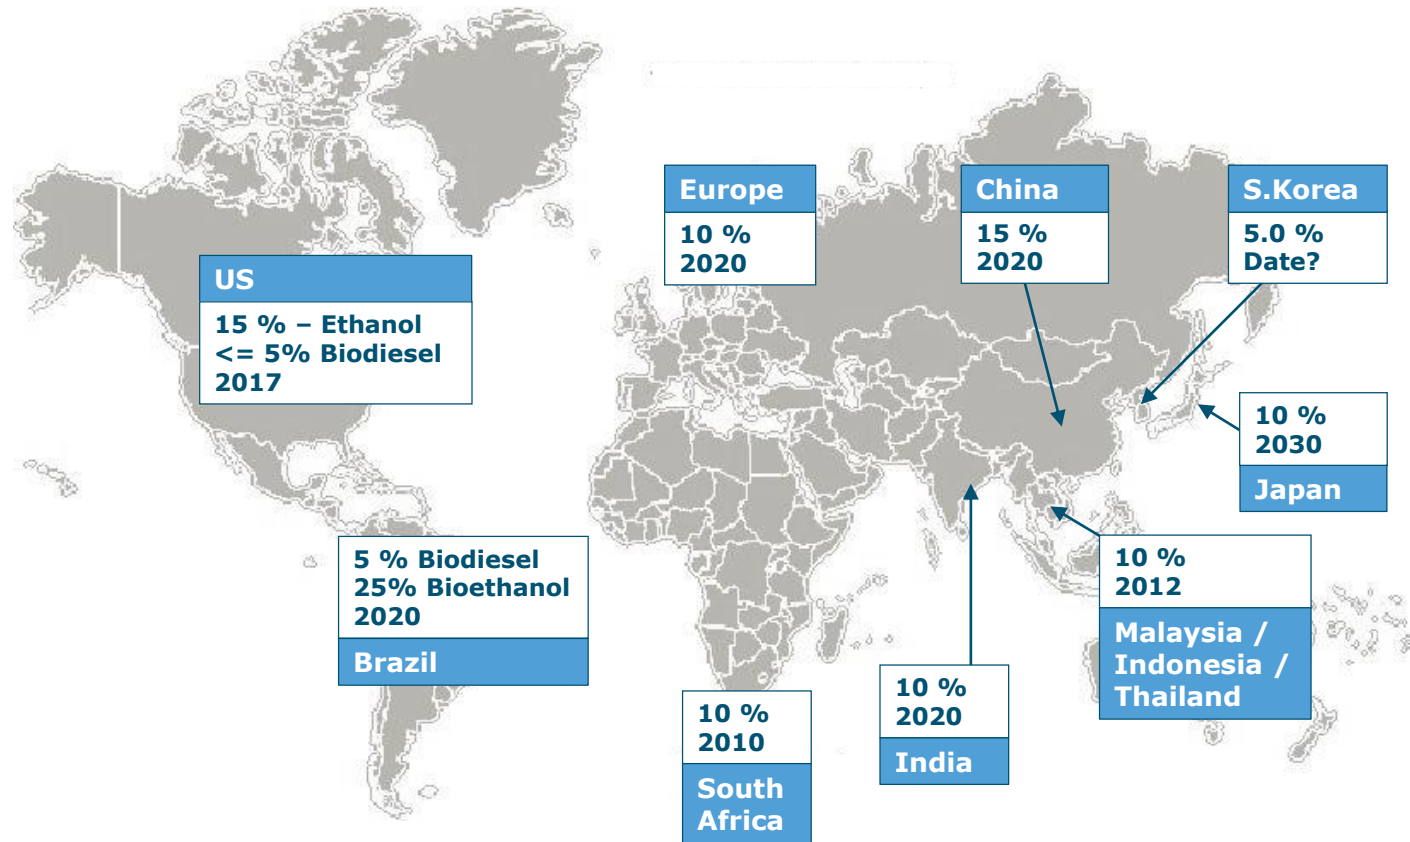 Europe
10 %
2020
China
15 %
2020
S.Korea
5.0 %
Date?
US
15 % – Ethanol
<= 5% Biodiesel
2017
10 %
2030
Japan
5 % Biodiesel
25% Bioethanol
2020
Brazil
10 %
2012
Malaysia /
Indonesia /
Thailand
10 %
2020
India
10 %
2010
South
Africa